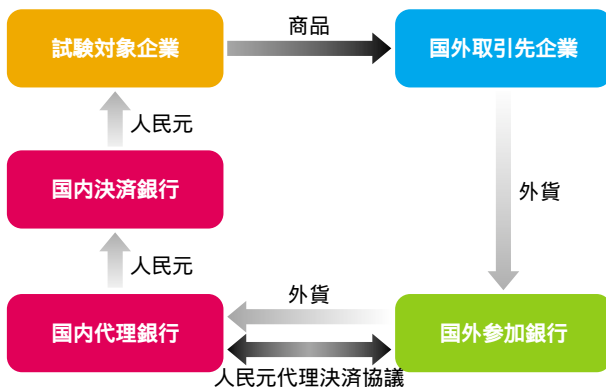 試験対象企業
商品
国外取引先企業
人民元
国内決済銀行
外貨
人民元
国内代理銀行
外貨
国外参加銀行
人民元代理決済協議